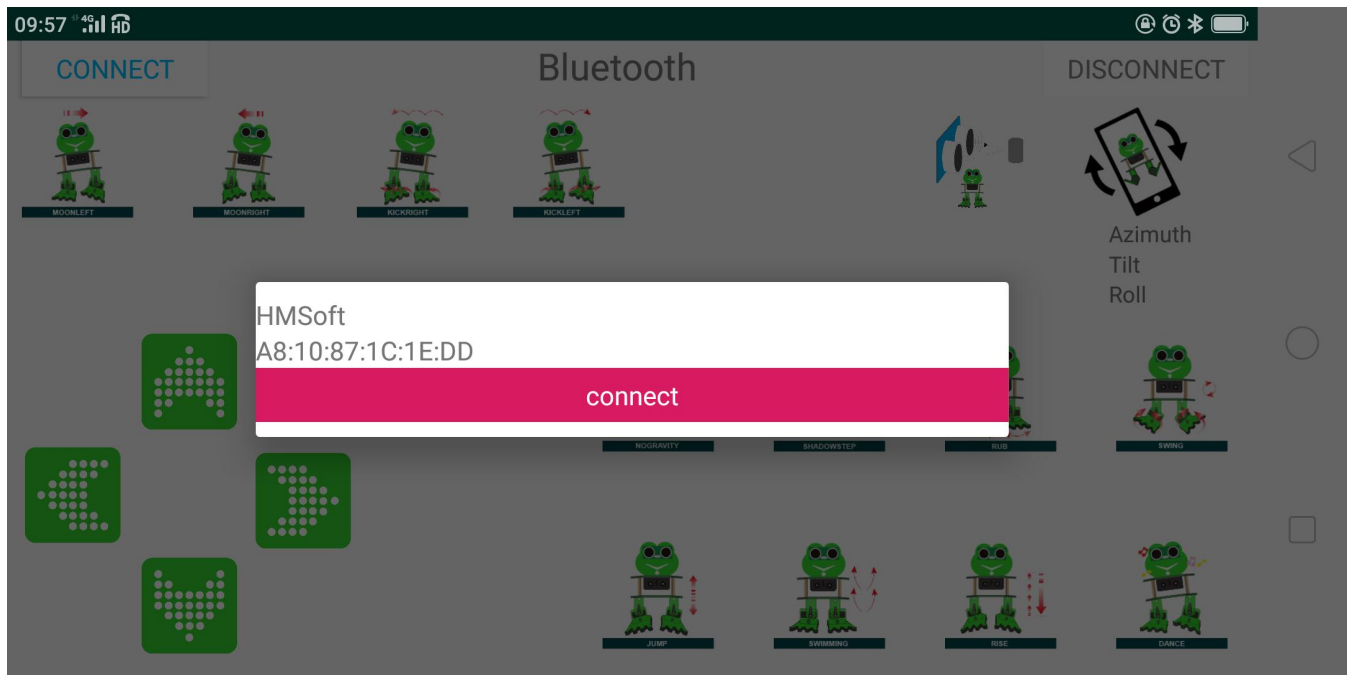 09:57 4G HD
CONNECT Bluetooth DISCONNECT
MOONLEFT MOONRIGHT KICKRIGHT KICKLEFT
Azimuth
Tilt
Roll
HMSoft
A8:10:87:1C:1E:DD
connect
NOGRAVITY SHADOWSTEP RUB SWING
JUMP SWIMMING RISE DANCE